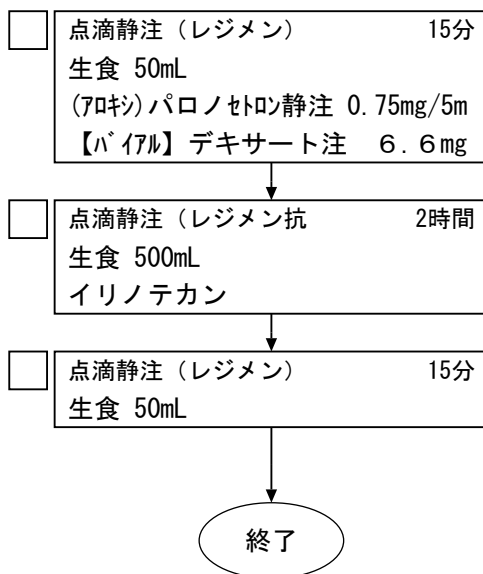 点滴静注（レジメン） 15分
生食 50mL
(ｱﾛｷｼ)パロノｾﾄﾛﾝ静注 0.75mg/5m
【ﾊﾞｲｱﾙ】デキサート注　６.６mg
点滴静注（レジメン抗 2時間
生食 500mL
イリノテカン
点滴静注（レジメン） 15分
生食 50mL
終了